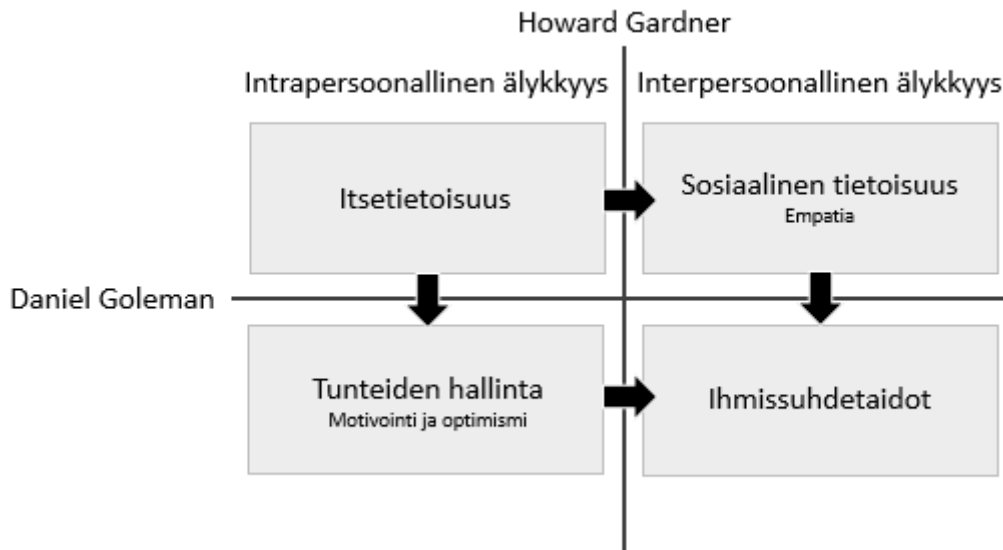 Howard Gardner
Intrapersoonallinen älykkyys
Interpersoonallinen älykkyys
Itsetietoisuus
Sosiaalinen tietoisuus
Empatia
Daniel Goleman
Tunteiden hallinta
Motivointi ja optimismi
Ihmissuhdetaidot